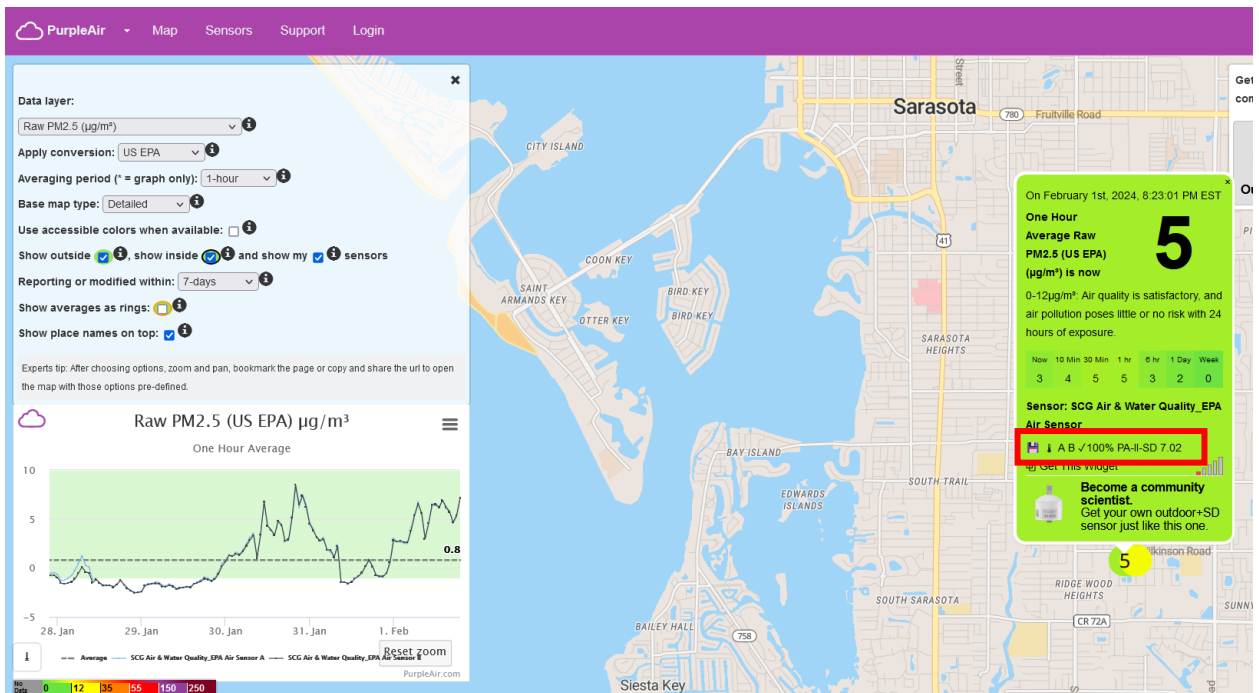 PurpleAir Map Sensors Support Login
Data layer:
Raw PM2.5 (µg/m³)
Apply conversion: US EPA
Averaging period (* = graph only): 1-hour
Base map type: Detailed
Use accessible colors when available:
Show outside , show inside and show my sensors
Reporting or modified within: 7-days
Show averages as rings:
Show place names on top:
Experts tip: After choosing options, zoom and pan, bookmark the page or copy and share the url to open
the map with those options pre-defined.
Raw PM2.5 (US EPA) µg/m³
One Hour Average
10
5
0
-5
0.8
28. Jan 29. Jan 30. Jan 31. Jan 1. Feb
Reset zoom
Average SCG Air & Water Quality_EPA Air Sensor A SCG Air & Water Quality_EPA Air Sensor B
PurpleAir.com
No
Data 0 12 35 55 150 250
Street
Sarasota
780
Fruitville Road
CITY ISLAND
41
COON KEY
SAINT
ARMANDS KEY
BIRD KEY
OTTER KEY
BIRD KEY
SARASOTA
HEIGHTS
BAY ISLAND
SOUTH TRAIL
EDWARDS
ISLANDS
SOUTH SARASOTA
BAILEY HALL
758
Siesta Key
RIDGE WOOD
HEIGHTS
CR 72A
On February 1st, 2024, 8:23:01 PM EST
One Hour
Average Raw
PM2.5 (US EPA)
(µg/m³) is now
5
0-12µg/m³: Air quality is satisfactory, and
air pollution poses little or no risk with 24
hours of exposure.
Now 10 Min 30 Min 1 hr 6 hr 1 Day Week
3 4 5 5 3 2 0
Sensor: SCG Air & Water Quality_EPA
Air Sensor
A B ✓100% PA-II-SD 7.02
Get This Widget
Become a community
scientist.
Get your own outdoor+SD
sensor just like this one.
5